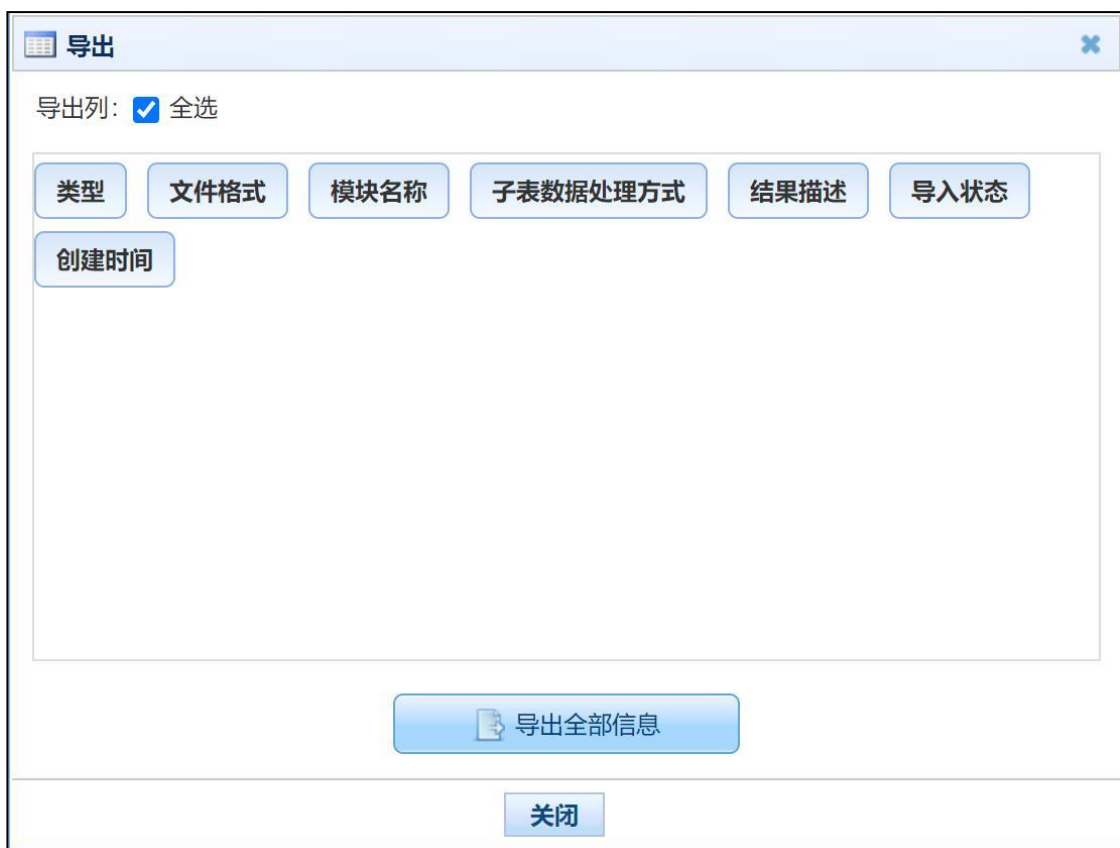 导出
导出列： 全选
类型 文件格式 模块名称 子表数据处理方式 结果描述 导入状态
创建时间
导出全部信息
关闭